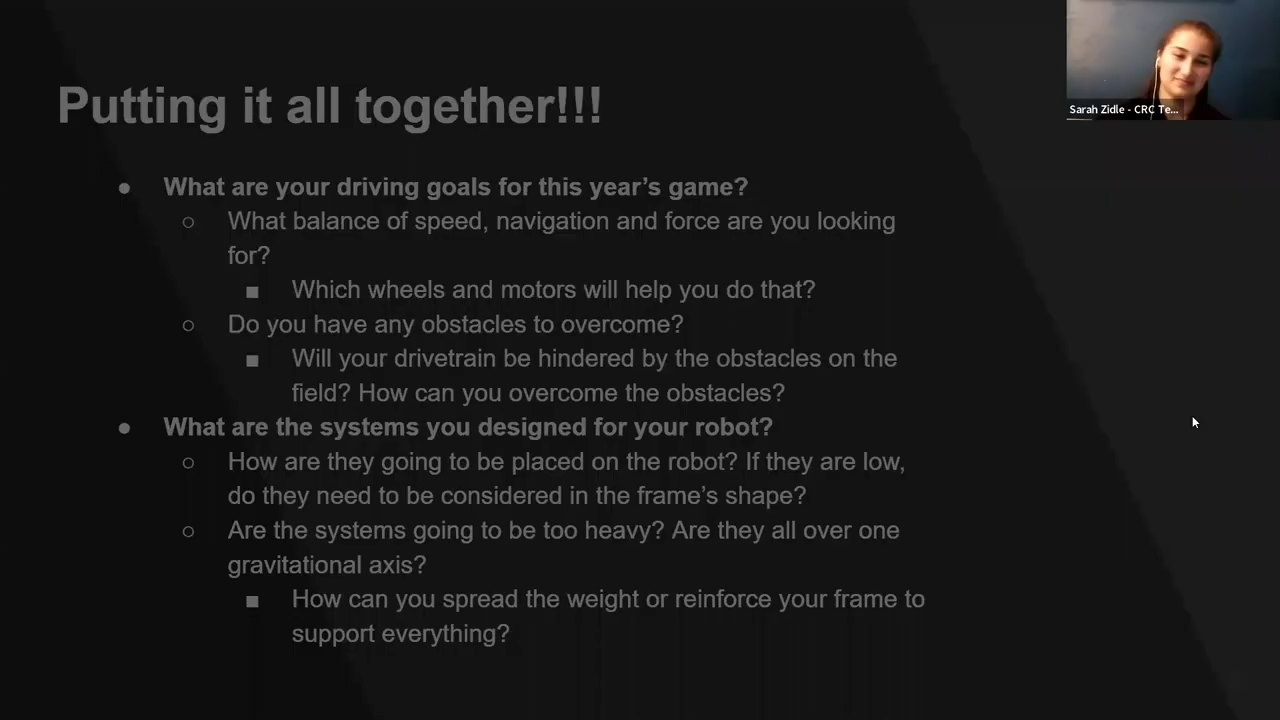 Putting it all together!!!
Sarah Zidle - CRC Te...
● What are your driving goals for this year's game?
○ What balance of speed, navigation and force are you looking
for?
■ Which wheels and motors will help you do that?
○ Do you have any obstacles to overcome?
■ Will your drivetrain be hindered by the obstacles on the
field? How can you overcome the obstacles?
● What are the systems you designed for your robot?
○ How are they going to be placed on the robot? If they are low,
do they need to be considered in the frame's shape?
○ Are the systems going to be too heavy? Are they all over one
gravitational axis?
■ How can you spread the weight or reinforce your frame to
support everything?